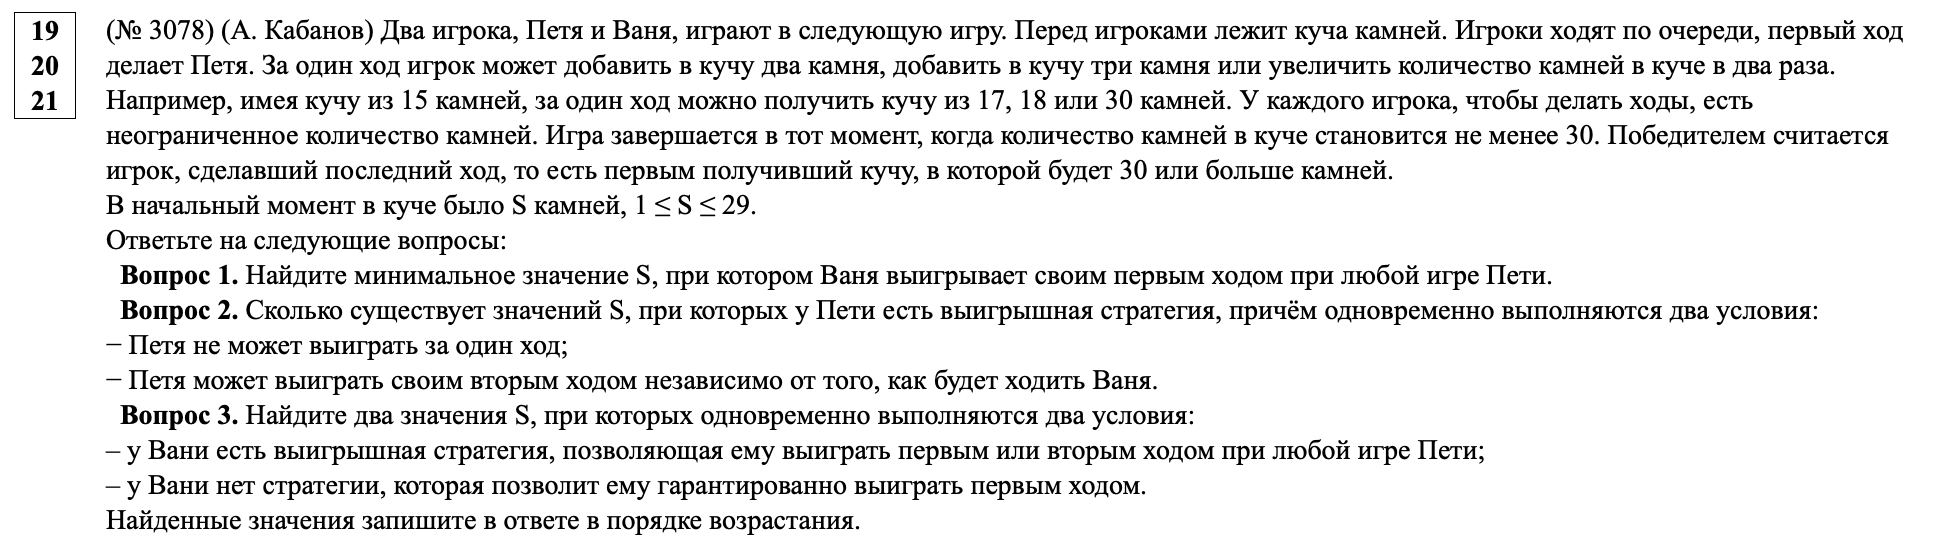 19
20
21
(№ 3078) (А. Кабанов) Два игрока, Петя и Ваня, играют в следующую игру. Перед игроками лежит куча камней. Игроки ходят по очереди, первый ход
делает Петя. За один ход игрок может добавить в кучу два камня, добавить в кучу три камня или увеличить количество камней в куче в два раза.
Например, имея кучу из 15 камней, за один ход можно получить кучу из 17, 18 или 30 камней. У каждого игрока, чтобы делать ходы, есть
неограниченное количество камней. Игра завершается в тот момент, когда количество камней в куче становится не менее 30. Победителем считается
игрок, сделавший последний ход, то есть первым получивший кучу, в которой будет 30 или больше камней.
В начальный момент в куче было S камней, 1 ≤ S ≤ 29.
Ответьте на следующие вопросы:
Вопрос 1. Найдите минимальное значение S, при котором Ваня выигрывает своим первым ходом при любой игре Пети.
Вопрос 2. Сколько существует значений S, при которых у Пети есть выигрышная стратегия, причём одновременно выполняются два условия:
− Петя не может выиграть за один ход;
− Петя может выиграть своим вторым ходом независимо от того, как будет ходить Ваня.
Вопрос 3. Найдите два значения S, при которых одновременно выполняются два условия:
– у Вани есть выигрышная стратегия, позволяющая ему выиграть первым или вторым ходом при любой игре Пети;
– у Вани нет стратегии, которая позволит ему гарантированно выиграть первым ходом.
Найденные значения запишите в ответе в порядке возрастания.